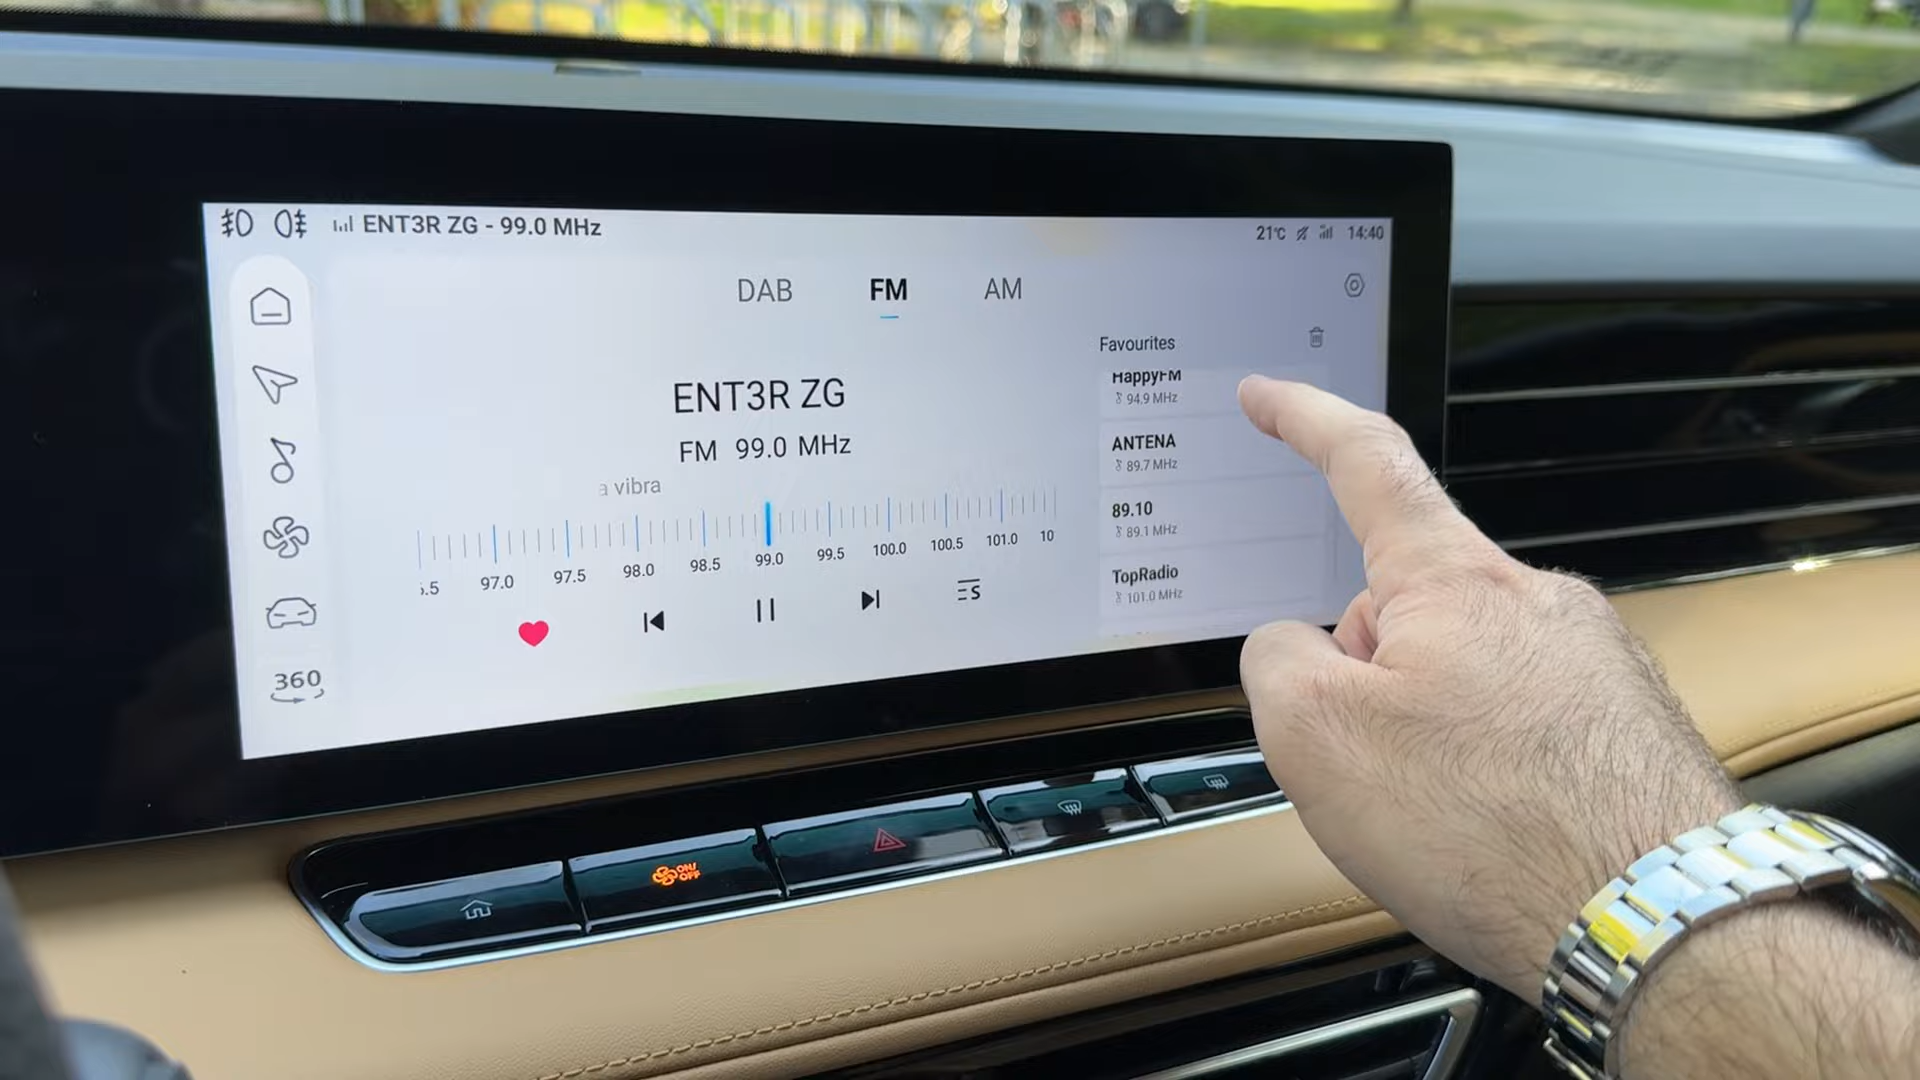 ENT3R ZG - 99.0 MHz
21°C 14:40
DAB FM AM
Favourites
HappyFM
94.9 MHz
ENT3R ZG
FM 99.0 MHz
ANTENA
89.7 MHz
a vibra
89.10
89.1 MHz
.5 97.0 97.5 98.0 98.5 99.0 99.5 100.0 100.5 101.0 10
TopRadio
101.0 MHz
360
ON/
OFF